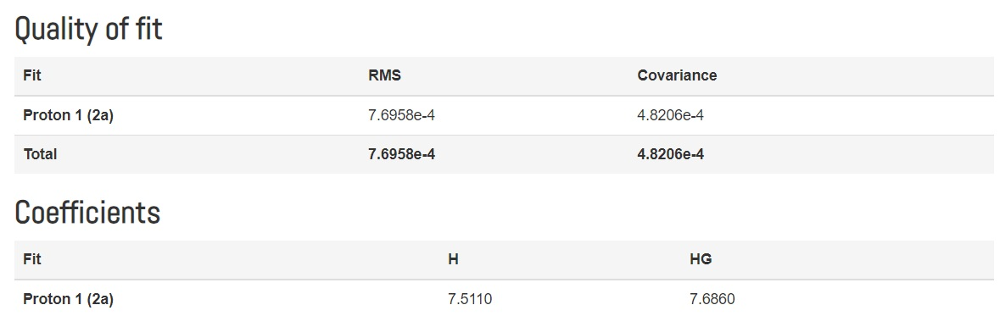 Quality of fit
Fit RMS Covariance
Proton 1 (2a) 7.6958e-4 4.8206e-4
Total 7.6958e-4 4.8206e-4
Coefficients
Fit H HG
Proton 1 (2a) 7.5110 7.6860